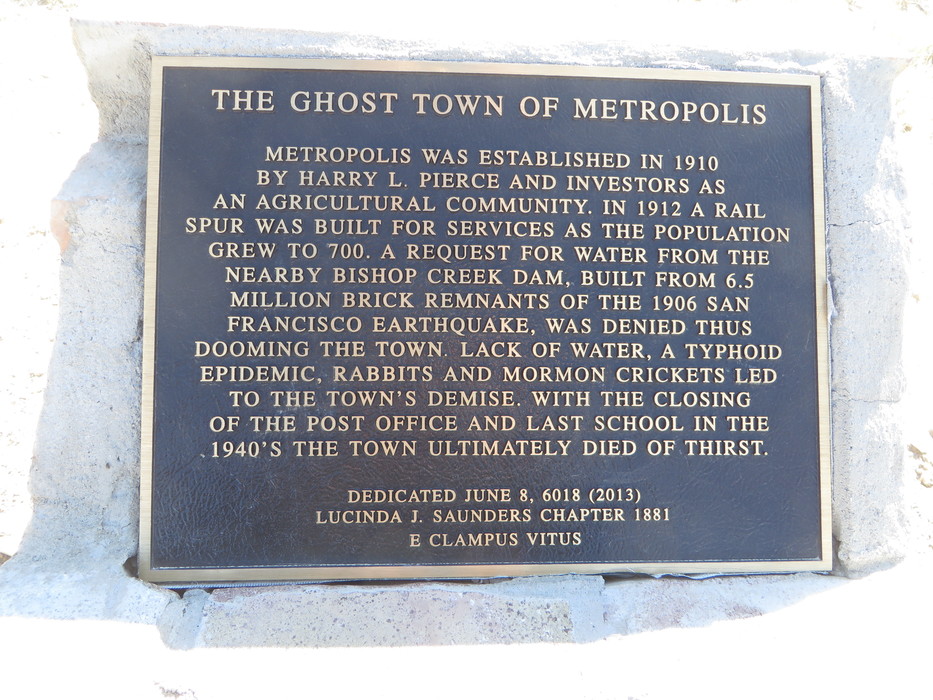 THE GHOST TOWN OF METROPOLIS
METROPOLIS WAS ESTABLISHED IN 1910
BY HARRY L. PIERCE AND INVESTORS AS
AN AGRICULTURAL COMMUNITY. IN 1912 A RAIL
SPUR WAS BUILT FOR SERVICES AS THE POPULATION
GREW TO 700. A REQUEST FOR WATER FROM THE
NEARBY BISHOP CREEK DAM, BUILT FROM 6.5
MILLION BRICK REMNANTS OF THE 1906 SAN
FRANCISCO EARTHQUAKE, WAS DENIED THUS
DOOMING THE TOWN. LACK OF WATER, A TYPHOID
EPIDEMIC, RABBITS AND MORMON CRICKETS LED
TO THE TOWN'S DEMISE. WITH THE CLOSING
OF THE POST OFFICE AND LAST SCHOOL IN THE
1940'S THE TOWN ULTIMATELY DIED OF THIRST.
DEDICATED JUNE 8, 6018 (2013)
LUCINDA J. SAUNDERS CHAPTER 1881
E CLAMPUS VITUS